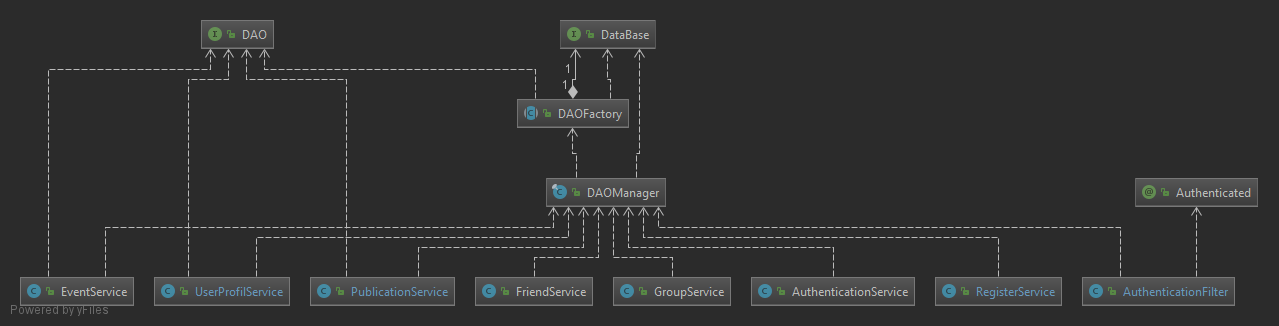 DAO
DataBase
1
1
DAOFactory
DAOManager
Authenticated
EventService
UserProfilService
PublicationService
FriendService
GroupService
AuthenticationService
RegisterService
AuthenticationFilter
Powered by yFiles